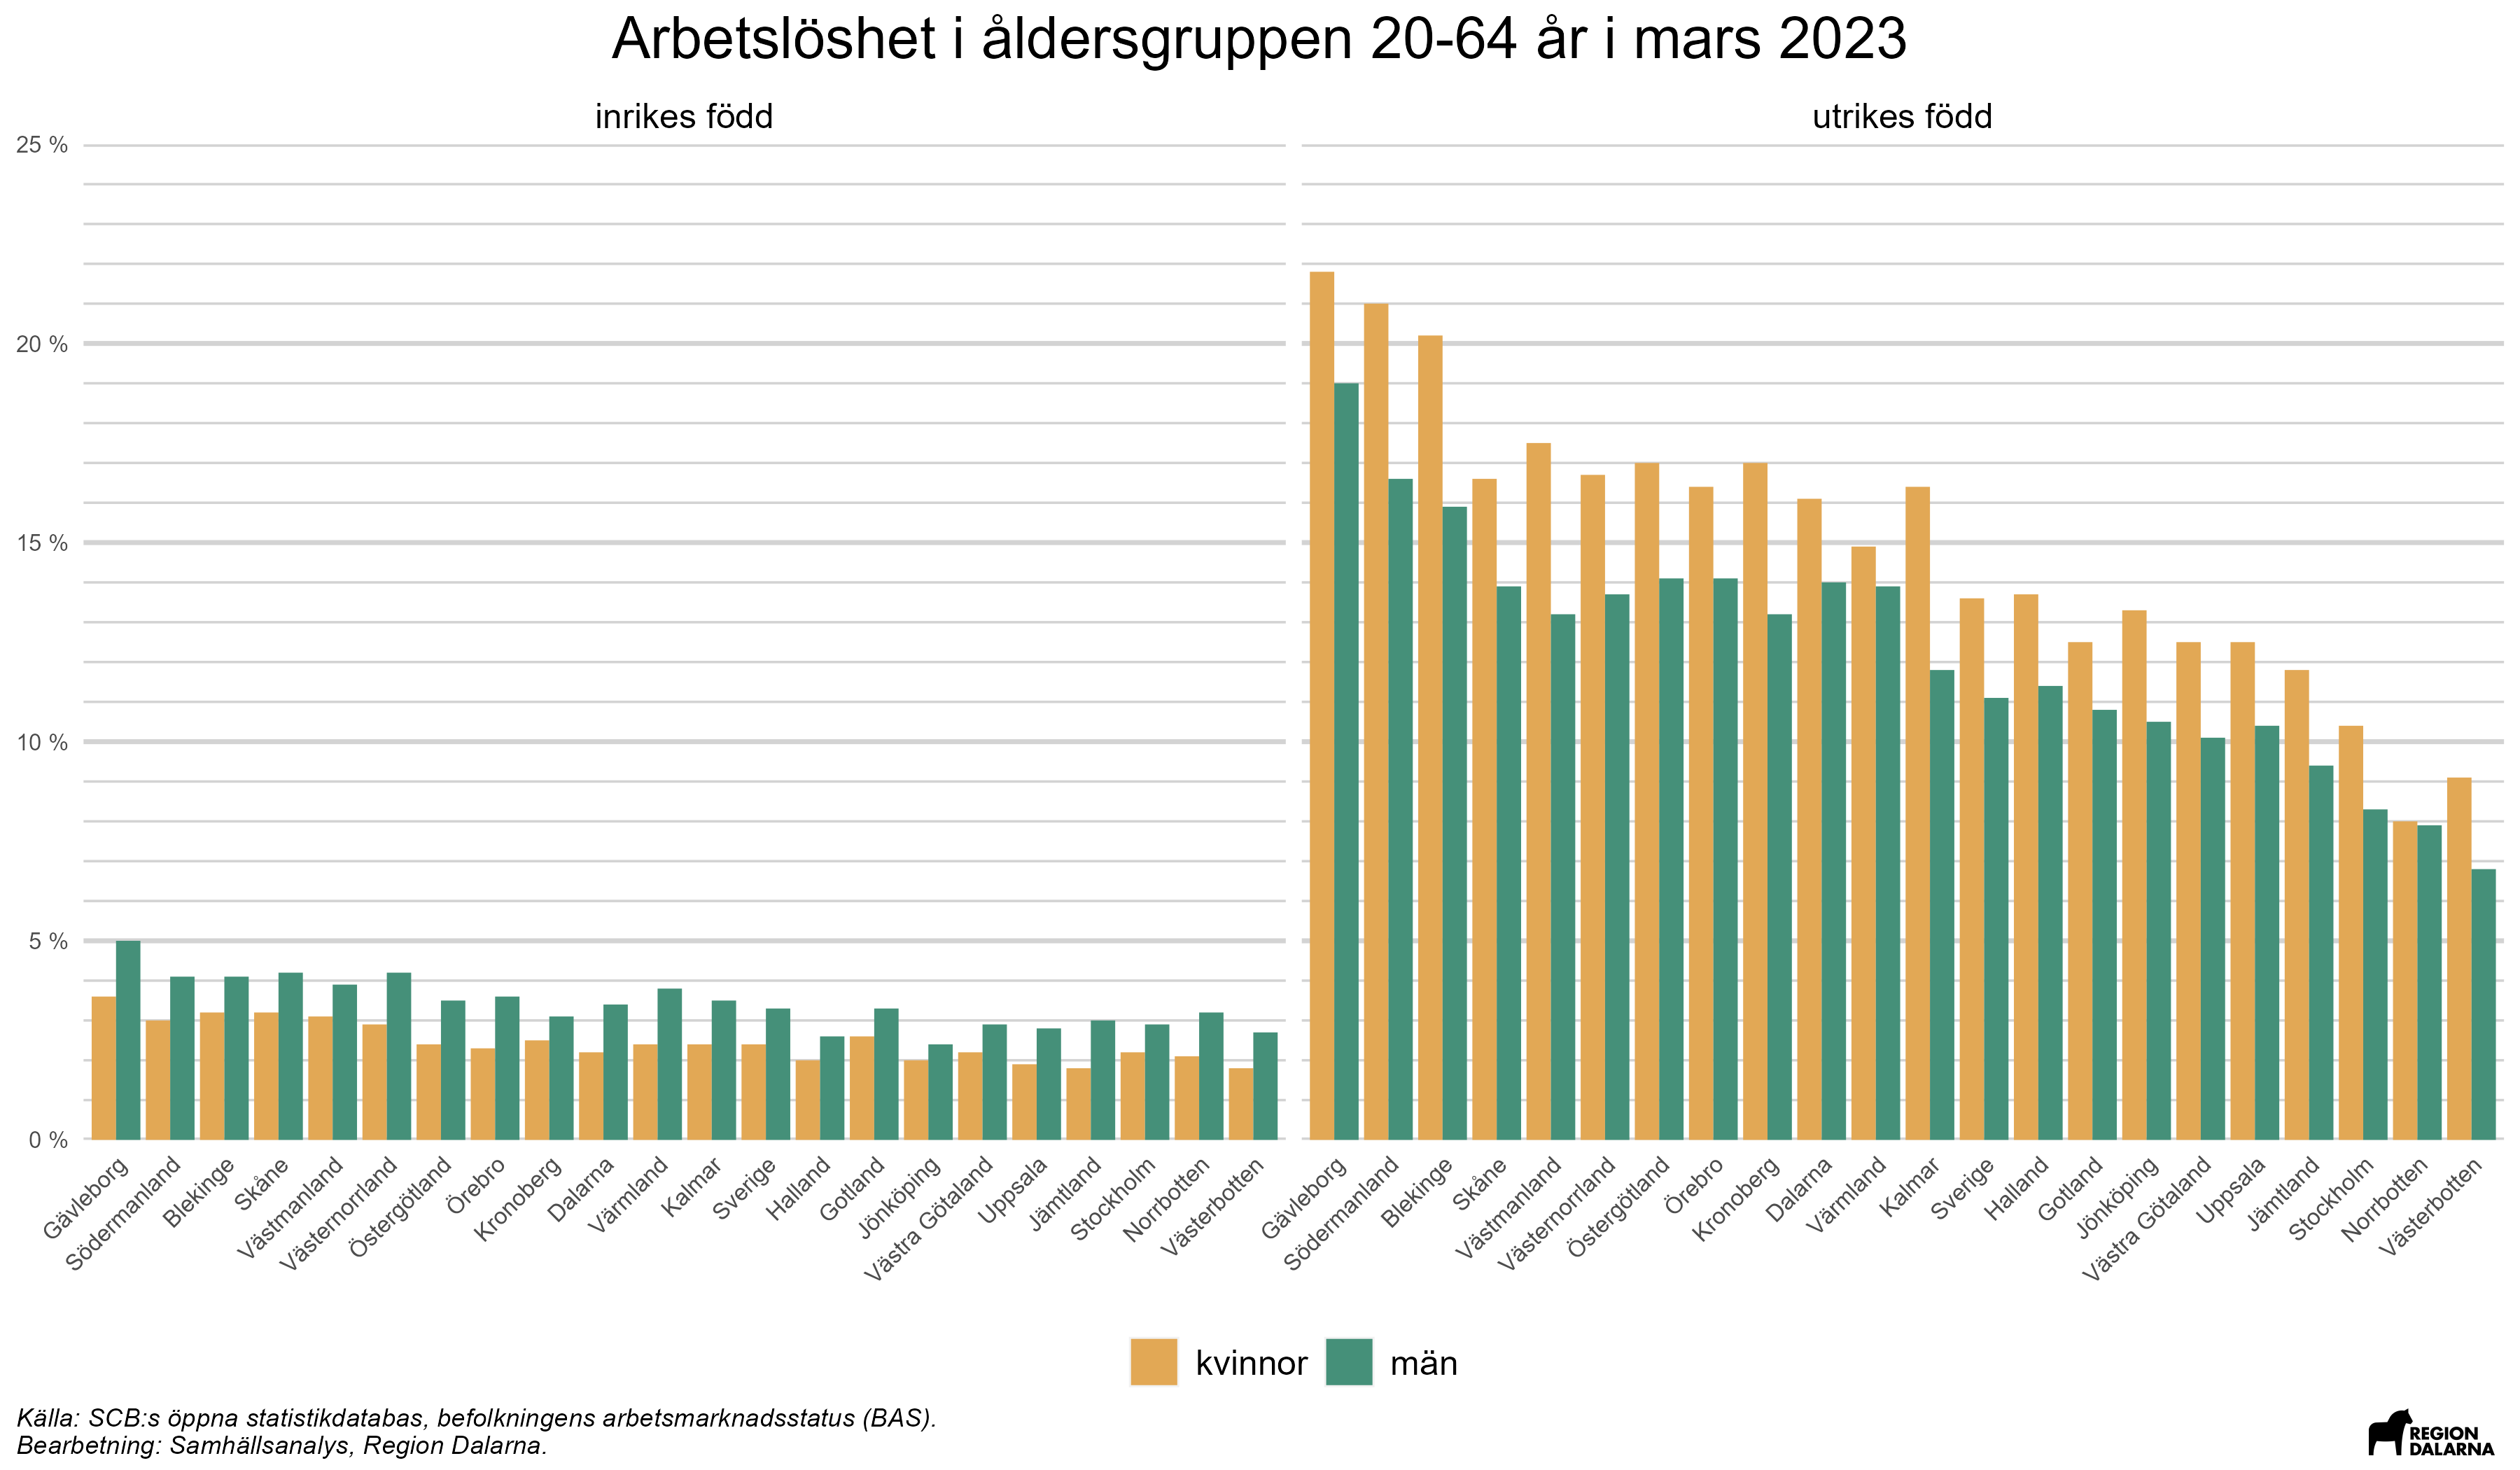 Arbetslöshet i åldersgruppen 20-64 år i mars 2023
inrikes född
utrikes född
25 %
20 %
15 %
10 %
5 %
0 %
Gävleborg
Södermanland
Blekinge
Skåne
Västmanland
Västernorrland
Östergötland
Örebro
Kronoberg
Dalarna
Värmland
Kalmar
Sverige
Halland
Gotland
Jönköping
Västra Götaland
Uppsala
Jämtland
Stockholm
Norrbotten
Västerbotten
Gävleborg
Södermanland
Blekinge
Skåne
Västmanland
Västernorrland
Östergötland
Örebro
Kronoberg
Dalarna
Värmland
Kalmar
Sverige
Halland
Gotland
Jönköping
Västra Götaland
Uppsala
Jämtland
Stockholm
Norrbotten
Västerbotten
kvinnor
män
Källa: SCB:s öppna statistikdatabas, befolkningens arbetsmarknadsstatus (BAS).
Bearbetning: Samhällsanalys, Region Dalarna.
REGION
DALARNA